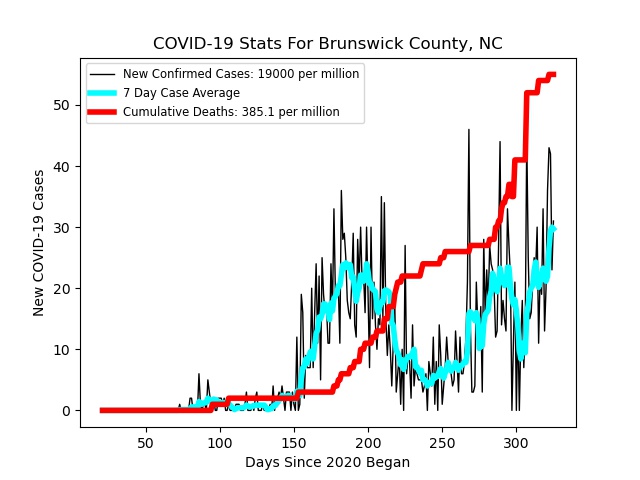 COVID-19 Stats For Brunswick County, NC
New Confirmed Cases: 19000 per million
7 Day Case Average
Cumulative Deaths: 385.1 per million
New COVID-19 Cases
50
40
30
20
10
0
50 100 150 200 250 300
Days Since 2020 Began